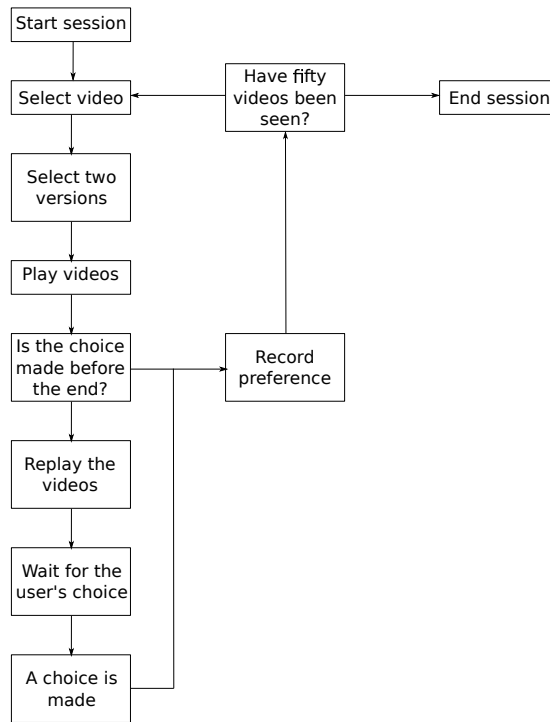 Start session
Select video
Have fifty
videos been
seen?
End session
Select two
versions
Play videos
Is the choice
made before
the end?
Record
preference
Replay the
videos
Wait for the
user's choice
A choice is
made